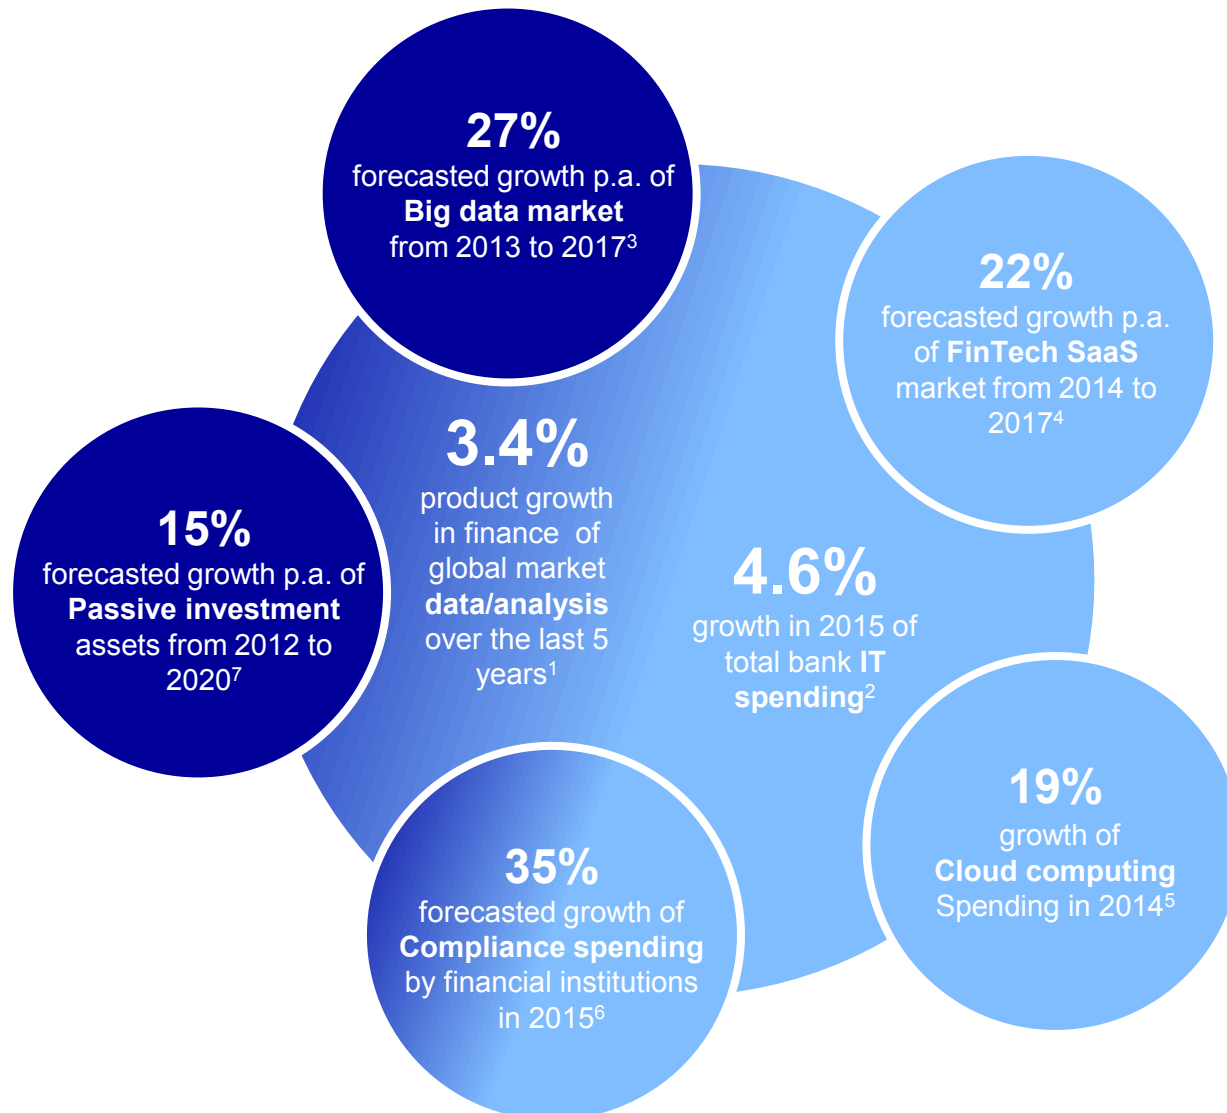 27%
forecasted growth p.a. of
Big data market
from 2013 to 2017³
22%
forecasted growth p.a.
of FinTech SaaS
market from 2014 to
2017⁴
3.4%
product growth
in finance  of
global market
data/analysis
over the last 5
years¹
15%
forecasted growth p.a. of
Passive investment
assets from 2012 to
2020⁷
4.6%
growth in 2015 of
total bank IT
spending²
19%
growth of
Cloud computing
Spending in 2014⁵
35%
forecasted growth of
Compliance spending
by financial institutions
in 2015⁶